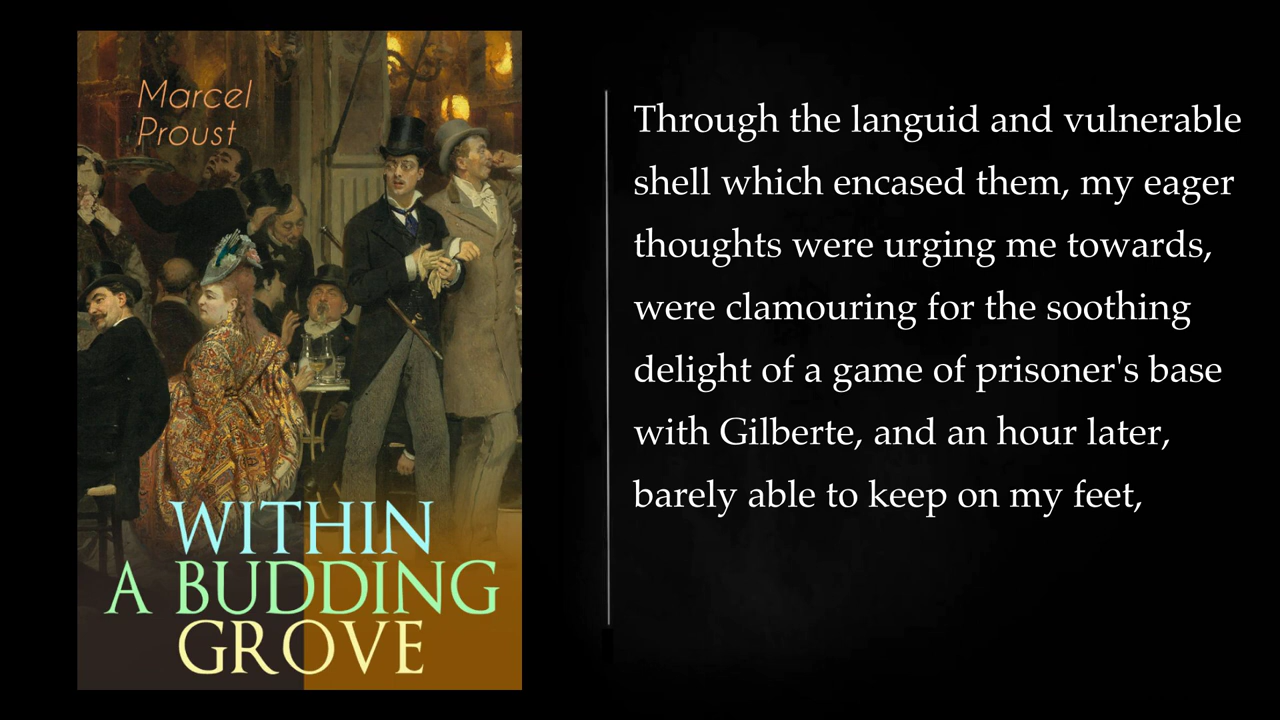 Marcel
Proust
WITHIN
A BUDDING
GROVE
Through the languid and vulnerable
shell which encased them, my eager
thoughts were urging me towards,
were clamouring for the soothing
delight of a game of prisoner's base
with Gilberte, and an hour later,
barely able to keep on my feet,